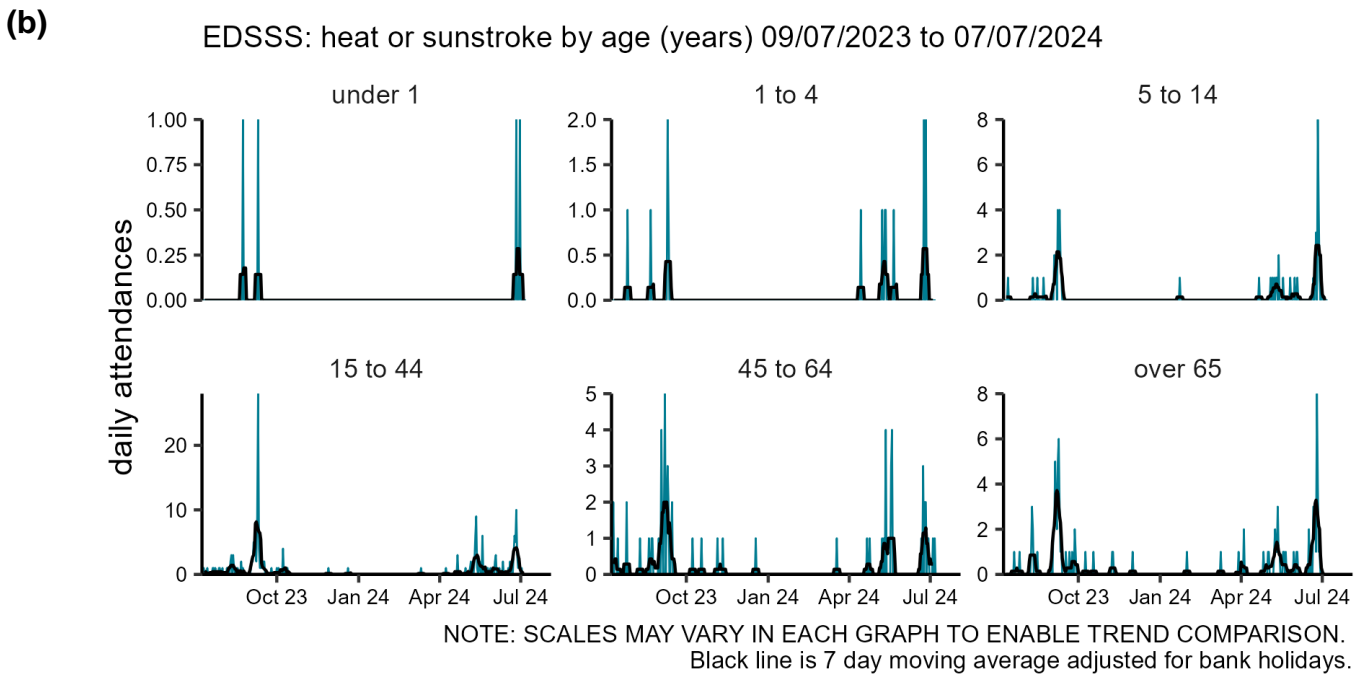 (b)
EDSSS: heat or sunstroke by age (years) 09/07/2023 to 07/07/2024
daily attendances
under 1
1.00
0.75
0.50
0.25
0.00
1 to 4
2.0
1.5
1.0
0.5
0.0
5 to 14
8
6
4
2
0
15 to 44
20
10
0
Oct 23 Jan 24 Apr 24 Jul 24
45 to 64
5
4
3
2
1
0
Oct 23 Jan 24 Apr 24 Jul 24
over 65
8
6
4
2
0
Oct 23 Jan 24 Apr 24 Jul 24
NOTE: SCALES MAY VARY IN EACH GRAPH TO ENABLE TREND COMPARISON.
Black line is 7 day moving average adjusted for bank holidays.